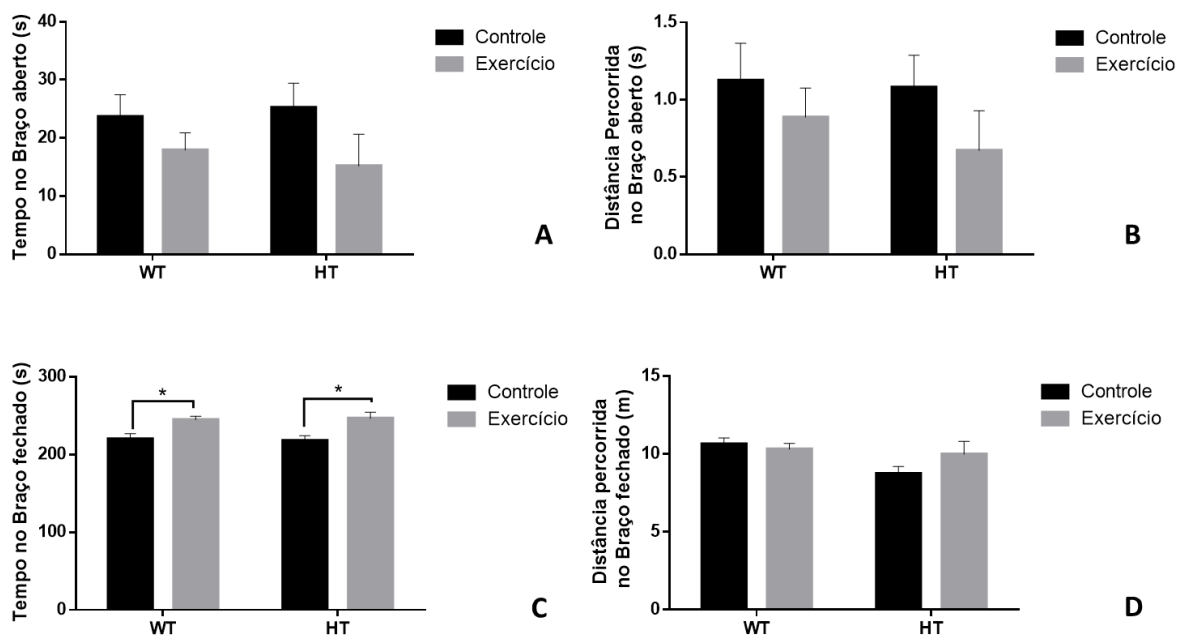 Tempo no Braço aberto (s)
40
30
20
10
0
WT
HT
Controle
Exercício
A
Distância Percorrida
no Braço aberto (s)
1.5
1.0
0.5
0.0
WT
HT
Controle
Exercício
B
Tempo no Braço fechado (s)
300
200
100
0
*
*
WT
HT
Controle
Exercício
C
Distância percorrida
no Braço fechado (m)
15
10
5
0
WT
HT
Controle
Exercício
D